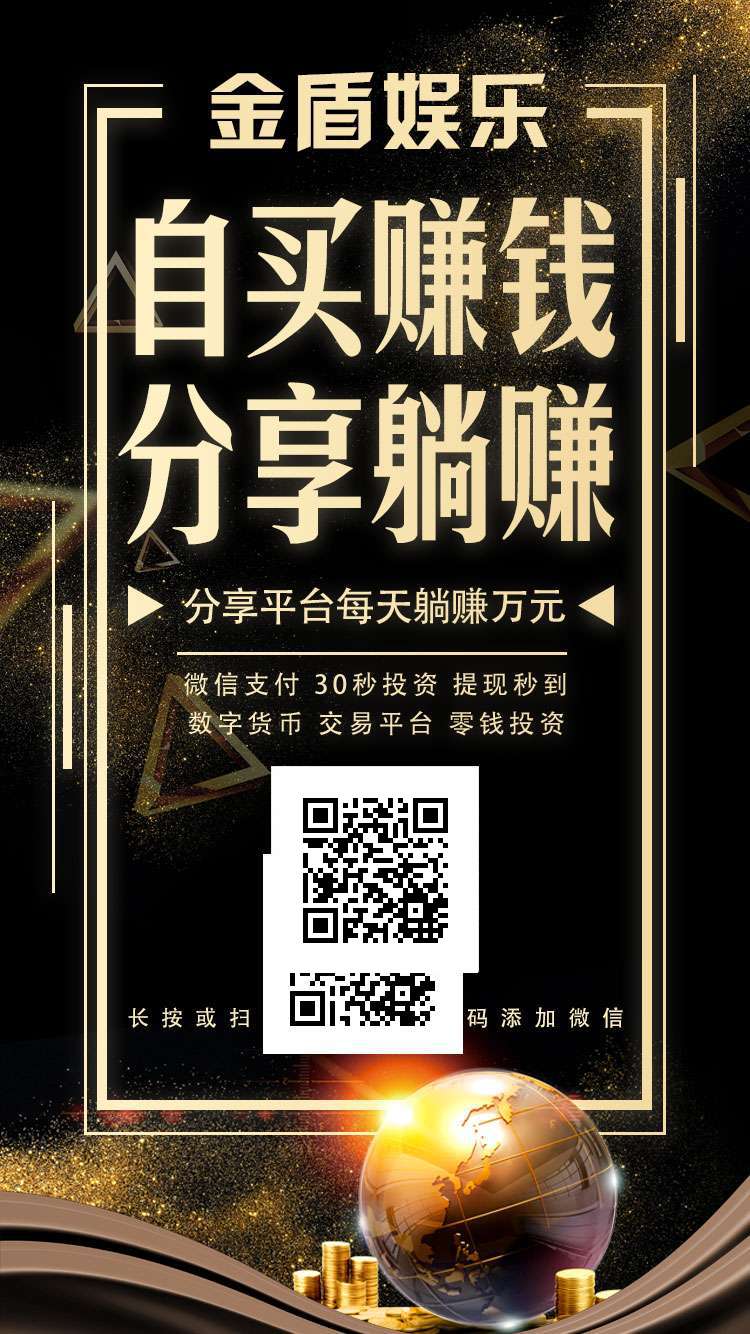 金盾娱乐
自买赚钱
分享躺赚
分享平台每天躺赚万元
微信支付 30秒投资 提现秒到
数字货币 交易平台 零钱投资
长按或扫 码添加微信